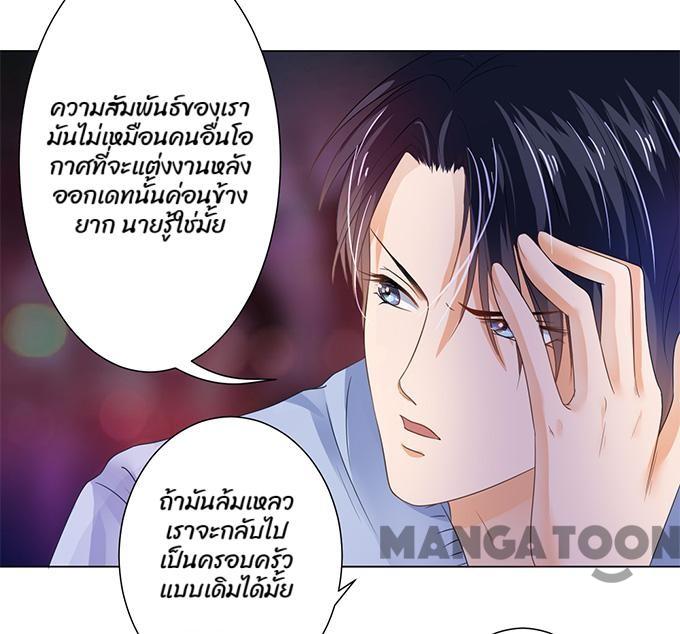 ความสัมพันธ์ของเรา
มันไม่เหมือนคนอื่นโอ
กาศที่จะแต่งงานหลัง
ออกเดทนั้นค่อนข้าง
ยาก นายรู้ใช่มั้ย
ถ้ามันล้มเหลว
เราจะกลับไป
เป็นครอบครัว
แบบเดิมได้มั้ย
MANGATOON